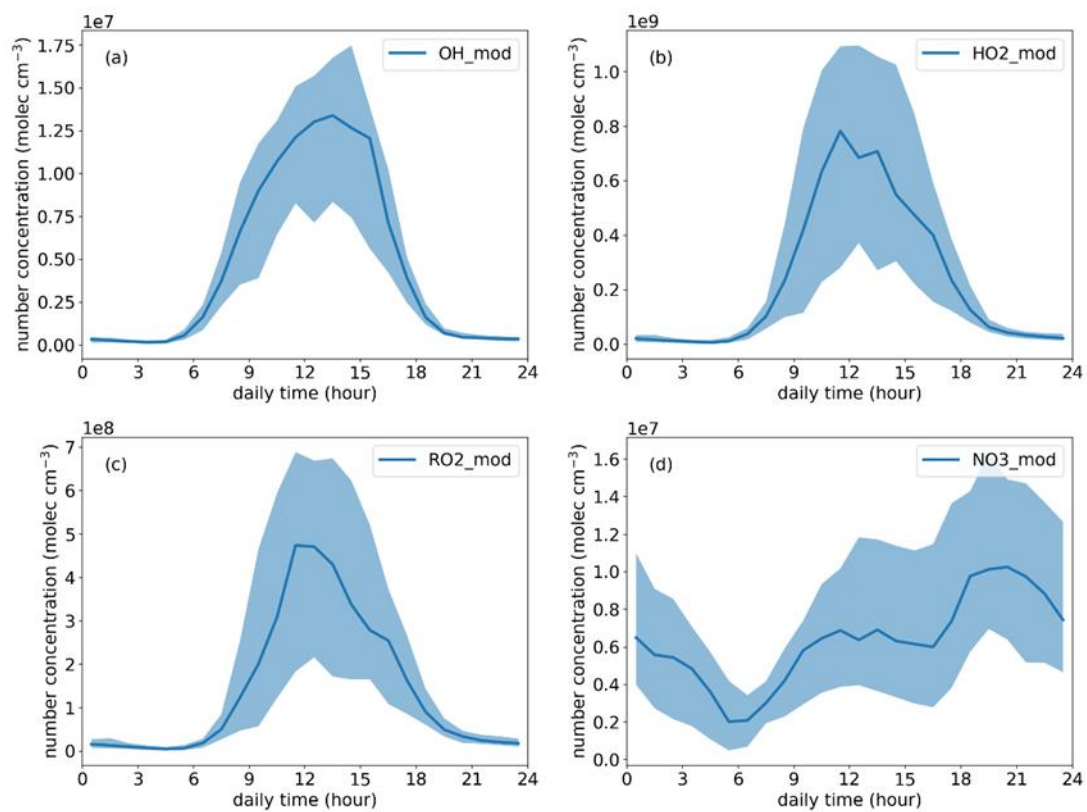 1e7
(a)
OH_mod
number concentration (molec cm⁻³)
1.75
1.50
1.25
1.00
0.75
0.50
0.25
0.00
0 3 6 9 12 15 18 21 24
daily time (hour)
1e9
(b)
HO2_mod
number concentration (molec cm⁻³)
1.0
0.8
0.6
0.4
0.2
0.0
0 3 6 9 12 15 18 21 24
daily time (hour)
1e8
(c)
RO2_mod
number concentration (molec cm⁻³)
7
6
5
4
3
2
1
0
0 3 6 9 12 15 18 21 24
daily time (hour)
1e7
(d)
NO3_mod
number concentration (molec cm⁻³)
1.6
1.4
1.2
1.0
0.8
0.6
0.4
0.2
0.0
0 3 6 9 12 15 18 21 24
daily time (hour)